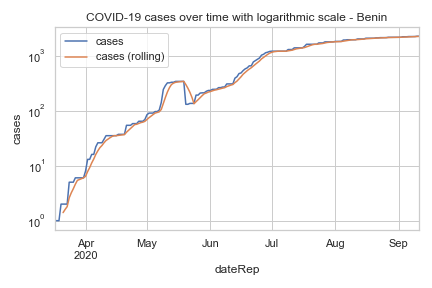 COVID-19 cases over time with logarithmic scale - Benin
cases
cases (rolling)
10³
10²
10¹
10⁰
cases
Apr May Jun Jul Aug Sep
2020
dateRep